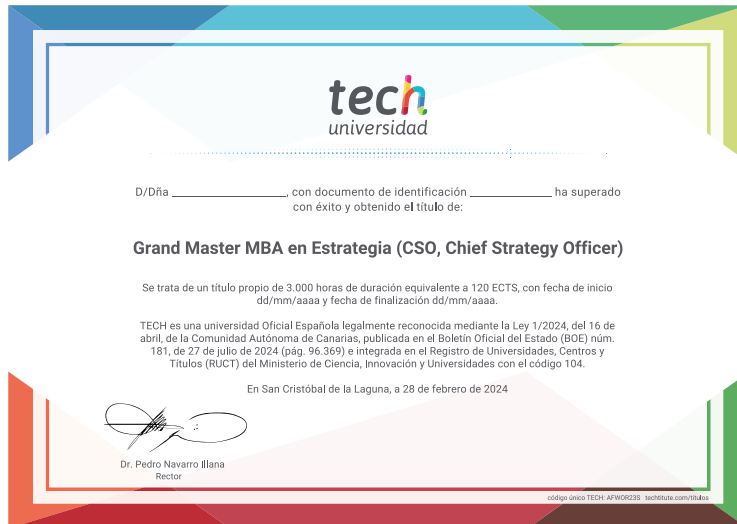 tech
universidad
D/Dña ______________, con documento de identificación __________ ha superado
con éxito y obtenido el título de:
Grand Master MBA en Estrategia (CSO, Chief Strategy Officer)
Se trata de un título propio de 3.000 horas de duración equivalente a 120 ECTS, con fecha de inicio
dd/mm/aaaa y fecha de finalización dd/mm/aaaa.
TECH es una universidad Oficial Española legalmente reconocida mediante la Ley 1/2024, del 16 de
abril, de la Comunidad Autónoma de Canarias, publicada en el Boletín Oficial del Estado (BOE) núm.
181, de 27 de julio de 2024 (pág. 96.369) e integrada en el Registro de Universidades, Centros y
Títulos (RUCT) del Ministerio de Ciencia, Innovación y Universidades con el código 104.
En San Cristóbal de la Laguna, a 28 de febrero de 2024
Dr. Pedro Navarro Illana
Rector
código único TECH: AFWOR23S techtitute.com/titulos